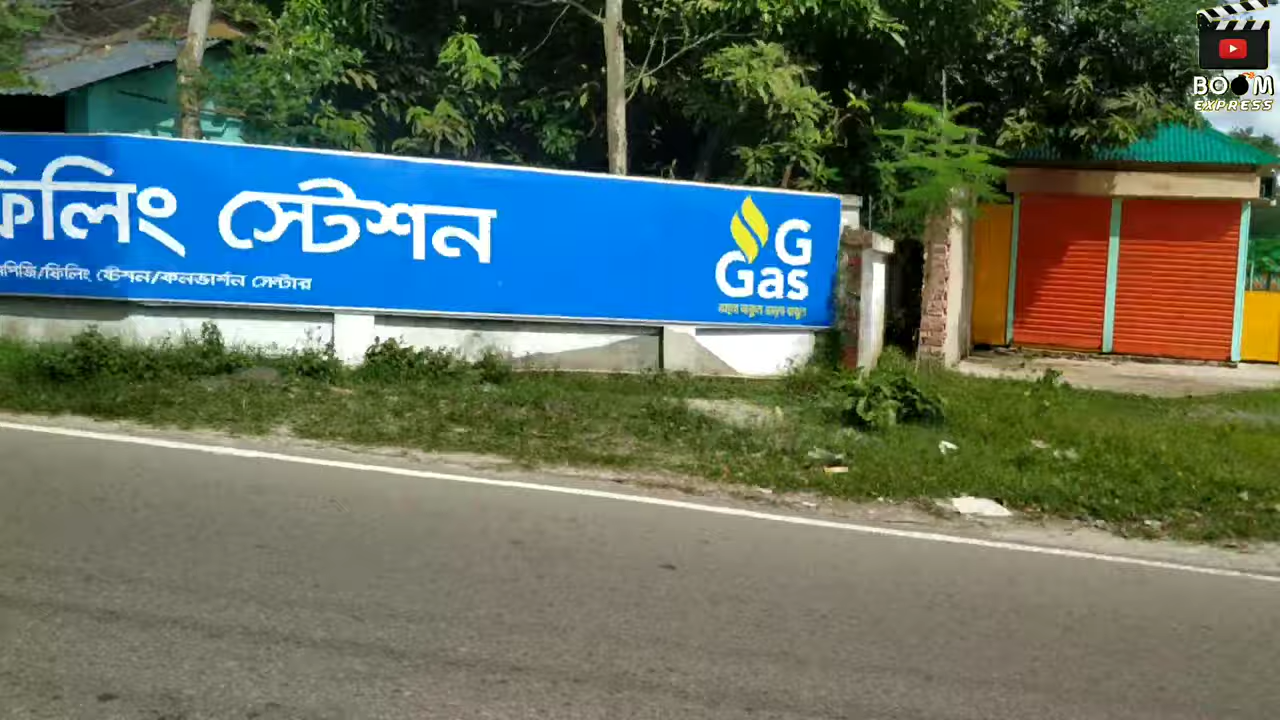 ফিলিং স্টেশন
পিজি/ফিলিং স্টেশন/কনভার্শন সেন্টার
G
Gas
BOOM
EXPRESS